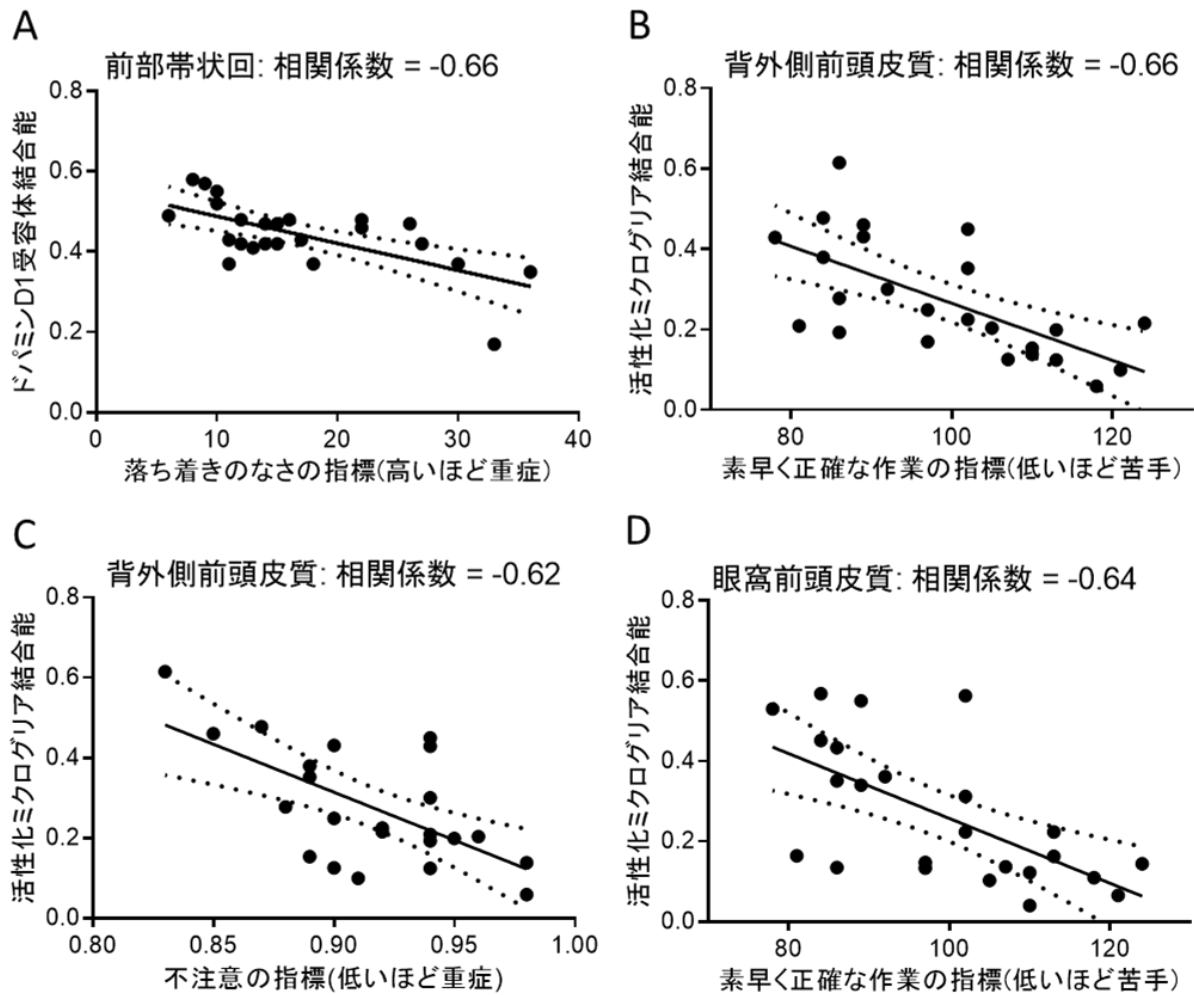 A
前部帯状回: 相関係数 = -0.66
ドパミンD1受容体結合能
0.8
0.6
0.4
0.2
0.0
0
10
20
30
40
落ち着きのなさの指標(高いほど重症)
B
背外側前頭皮質: 相関係数 = -0.66
活性化ミクログリア結合能
0.8
0.6
0.4
0.2
0.0
80
100
120
素早く正確な作業の指標(低いほど苦手)
C
背外側前頭皮質: 相関係数 = -0.62
活性化ミクログリア結合能
0.8
0.6
0.4
0.2
0.0
0.80
0.85
0.90
0.95
1.00
不注意の指標(低いほど重症)
D
眼窩前頭皮質: 相関係数 = -0.64
活性化ミクログリア結合能
0.8
0.6
0.4
0.2
0.0
80
100
120
素早く正確な作業の指標(低いほど苦手)